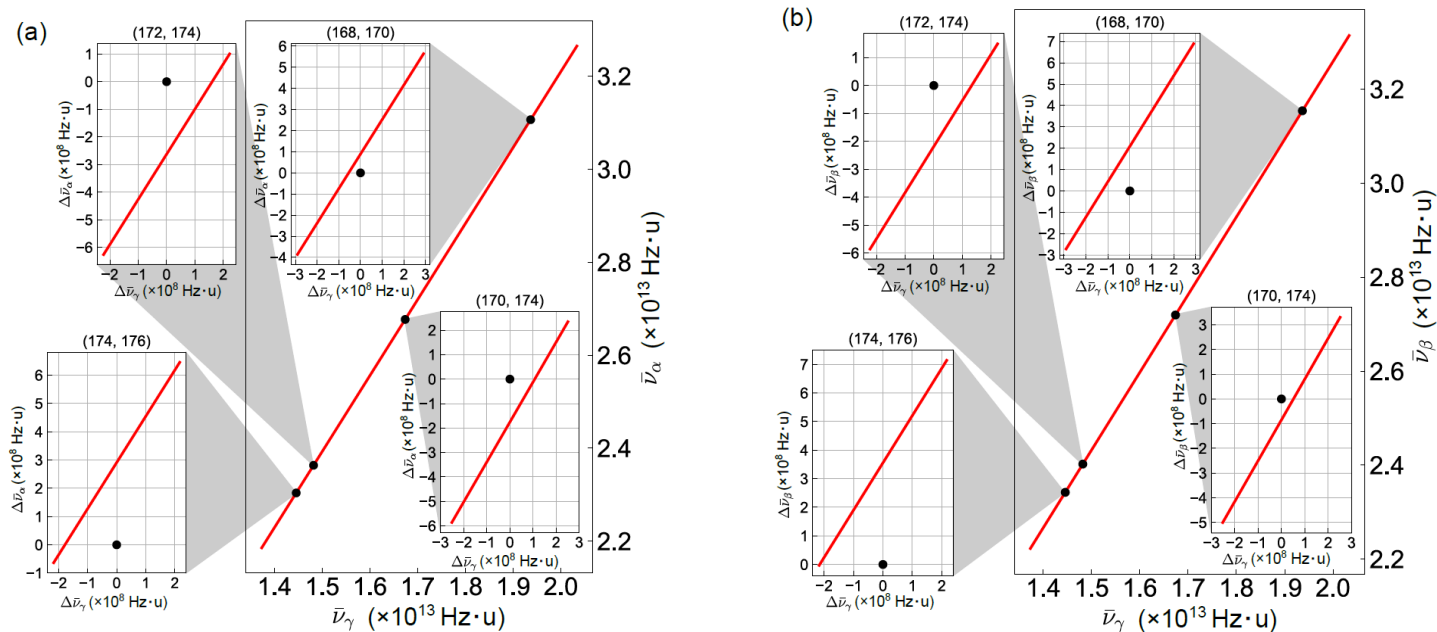 (a)
(172, 174)
1
0
−1
−2
−3
−4
−5
−6
Δν̄α(×10⁸ Hz·u)
−2 −1 0 1 2
Δν̄γ (×10⁸ Hz·u)
(168, 170)
6
5
4
3
2
1
0
−1
−2
−3
−4
Δν̄α(×10⁸ Hz·u)
−3 −2 −1 0 1 2 3
Δν̄γ (×10⁸ Hz·u)
(174, 176)
6
5
4
3
2
1
0
−1
Δν̄α(×10⁸ Hz·u)
−2 −1 0 1 2
Δν̄γ (×10⁸ Hz·u)
(170, 174)
2
1
0
−1
−2
−3
−4
−5
−6
Δν̄α(×10⁸ Hz·u)
−3 −2 −1 0 1 2 3
Δν̄γ (×10⁸ Hz·u)
3.2
3.0
2.8
2.6
2.4
2.2
ν̄α (×10¹³ Hz·u)
1.4 1.5 1.6 1.7 1.8 1.9 2.0
ν̄γ (×10¹³ Hz·u)
(b)
(172, 174)
1
0
−1
−2
−3
−4
−5
−6
Δν̄β(×10⁸ Hz·u)
−2 −1 0 1 2
Δν̄γ (×10⁸ Hz·u)
(168, 170)
7
6
5
4
3
2
1
0
−1
−2
−3
Δν̄β(×10⁸ Hz·u)
−3 −2 −1 0 1 2 3
Δν̄γ (×10⁸ Hz·u)
(174, 176)
7
6
5
4
3
2
1
0
Δν̄β(×10⁸ Hz·u)
−2 −1 0 1 2
Δν̄γ (×10⁸ Hz·u)
(170, 174)
3
2
1
0
−1
−2
−3
−4
−5
Δν̄β(×10⁸ Hz·u)
−3 −2 −1 0 1 2 3
Δν̄γ (×10⁸ Hz·u)
3.2
3.0
2.8
2.6
2.4
2.2
ν̄β (×10¹³ Hz·u)
1.4 1.5 1.6 1.7 1.8 1.9 2.0
ν̄γ (×10¹³ Hz·u)